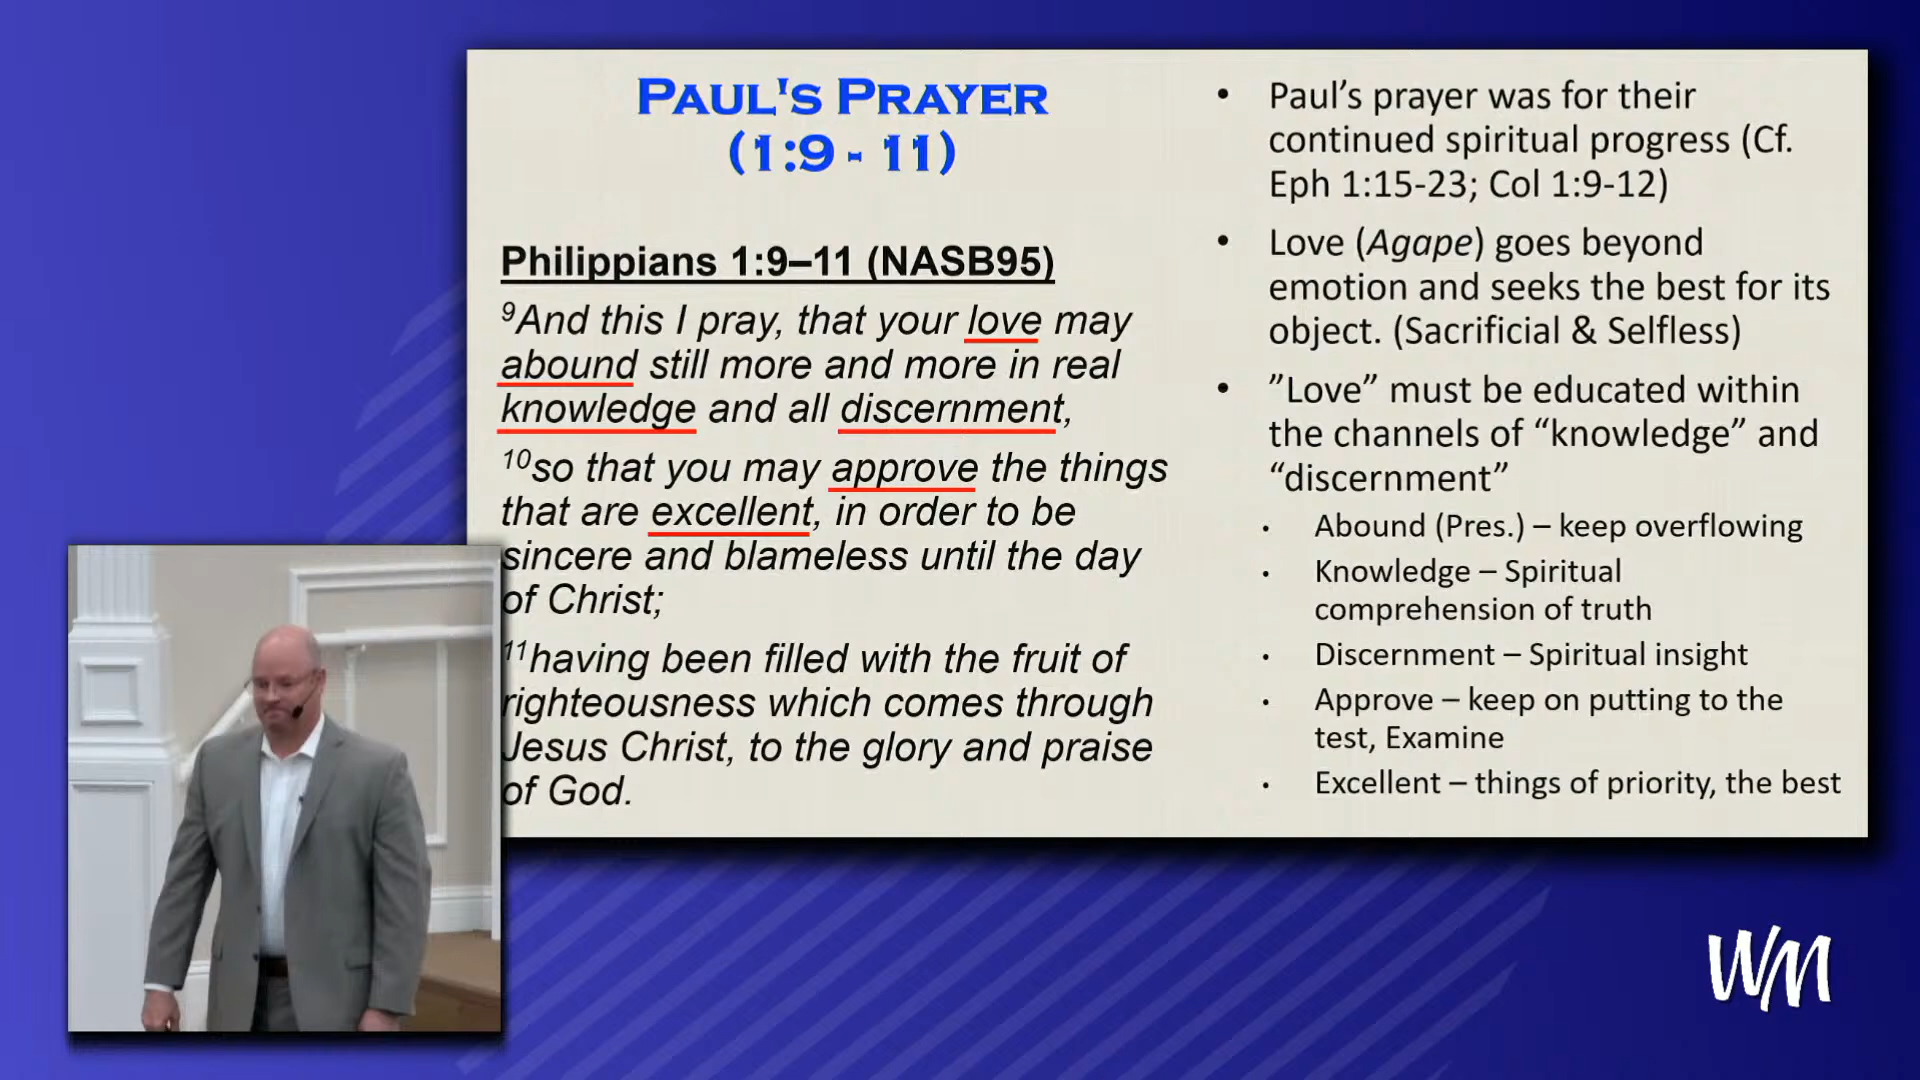 PAUL'S PRAYER
(1:9 - 11)
Philippians 1:9–11 (NASB95)
9And this I pray, that your love may
abound still more and more in real
knowledge and all discernment,
10so that you may approve the things
that are excellent, in order to be
sincere and blameless until the day
of Christ;
11having been filled with the fruit of
righteousness which comes through
Jesus Christ, to the glory and praise
of God.
• Paul’s prayer was for their
continued spiritual progress (Cf.
Eph 1:15-23; Col 1:9-12)
• Love (Agape) goes beyond
emotion and seeks the best for its
object. (Sacrificial & Selfless)
• ”Love” must be educated within
the channels of “knowledge” and
“discernment”
• Abound (Pres.) – keep overflowing
• Knowledge – Spiritual
comprehension of truth
• Discernment – Spiritual insight
• Approve – keep on putting to the
test, Examine
• Excellent – things of priority, the best
WM